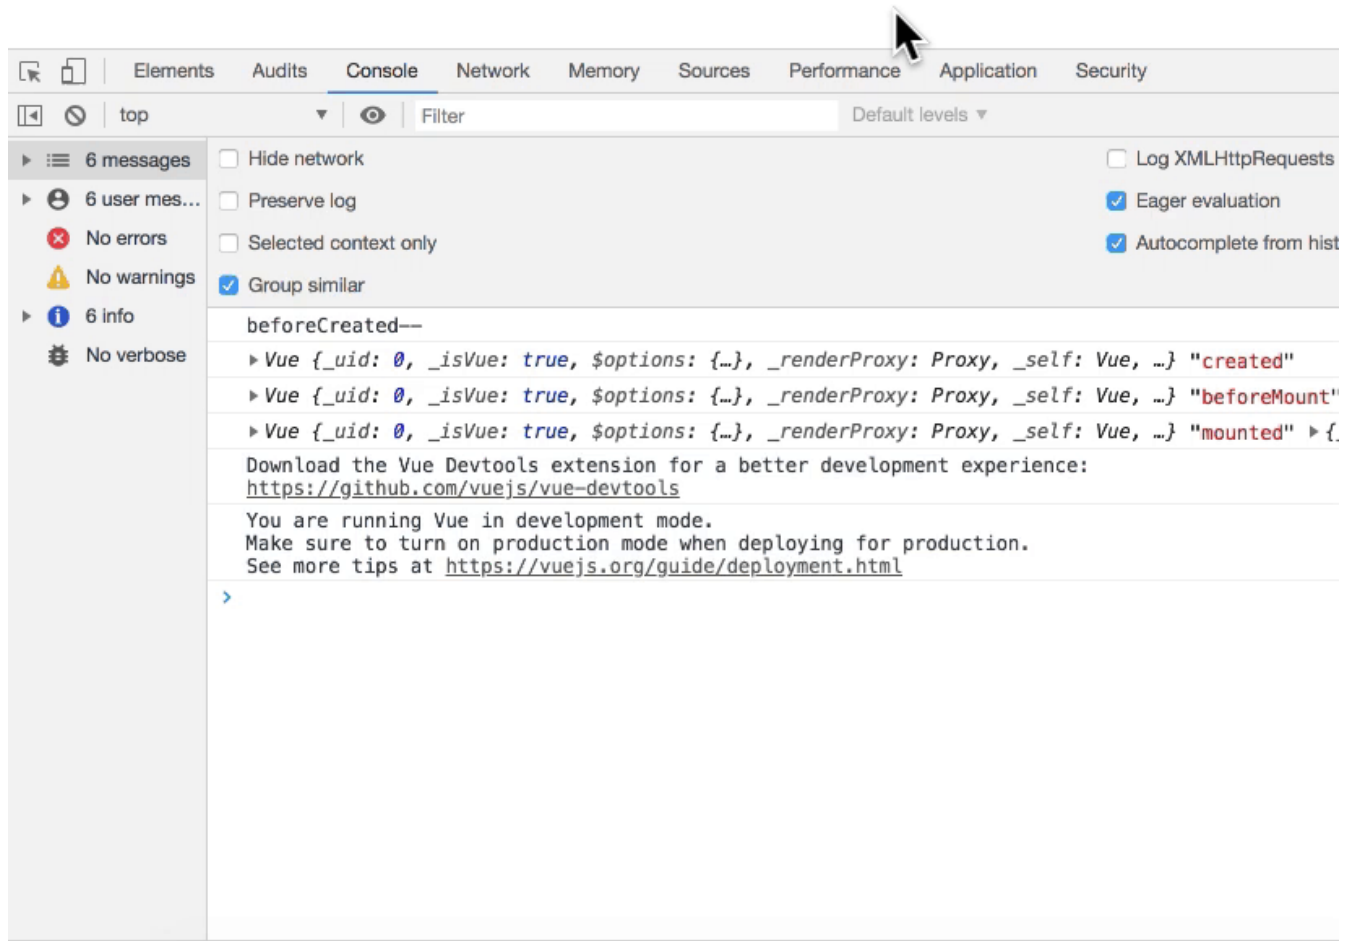 Elements Audits Console Network Memory Sources Performance Application Security
top Filter Default levels
6 messages
6 user mes...
No errors
No warnings
6 info
No verbose
Hide network
Log XMLHttpRequests
Preserve log
Eager evaluation
Selected context only
Autocomplete from hist
Group similar
beforeCreated——
Vue {_uid: 0, _isVue: true, $options: {…}, _renderProxy: Proxy, _self: Vue, …} "created"
Vue {_uid: 0, _isVue: true, $options: {…}, _renderProxy: Proxy, _self: Vue, …} "beforeMount"
Vue {_uid: 0, _isVue: true, $options: {…}, _renderProxy: Proxy, _self: Vue, …} "mounted" {
Download the Vue Devtools extension for a better development experience:
https://github.com/vuejs/vue-devtools
You are running Vue in development mode.
Make sure to turn on production mode when deploying for production.
See more tips at https://vuejs.org/guide/deployment.html